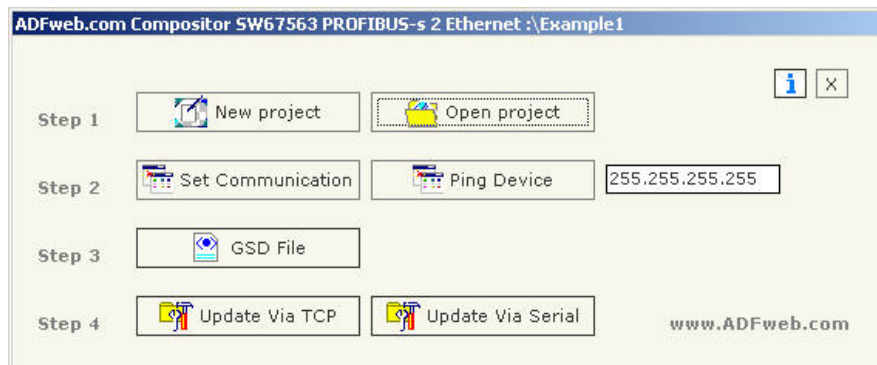 ADFweb.com Compositor SW67563 PROFIBUS-s 2 Ethernet :\Example1
i X
Step 1 New project Open project
Step 2 Set Communication Ping Device 255.255.255.255
Step 3 GSD File
Step 4 Update Via TCP Update Via Serial www.ADFweb.com